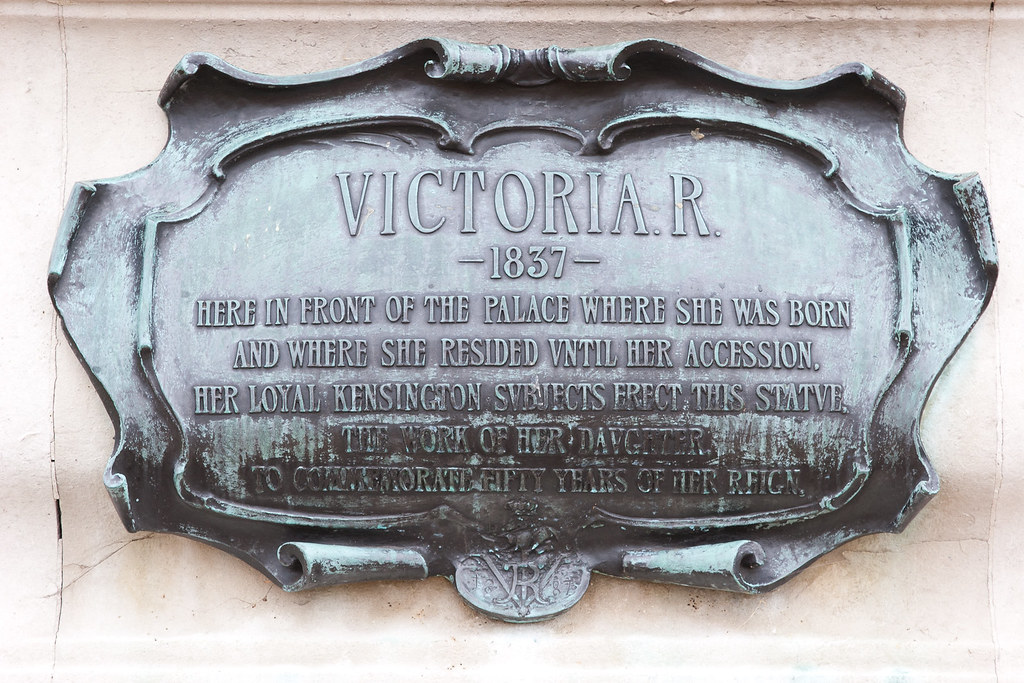 VICTORIA. R.
–1837–
HERE IN FRONT OF THE PALACE WHERE SHE WAS BORN
AND WHERE SHE RESIDED VNTIL HER ACCESSION,
HER LOYAL KENSINGTON SVBJECTS ERECT THIS STATVE,
THE WORK OF HER DAVGHTER,
TO COMMEMORATE FIFTY YEARS OF HER REIGN.